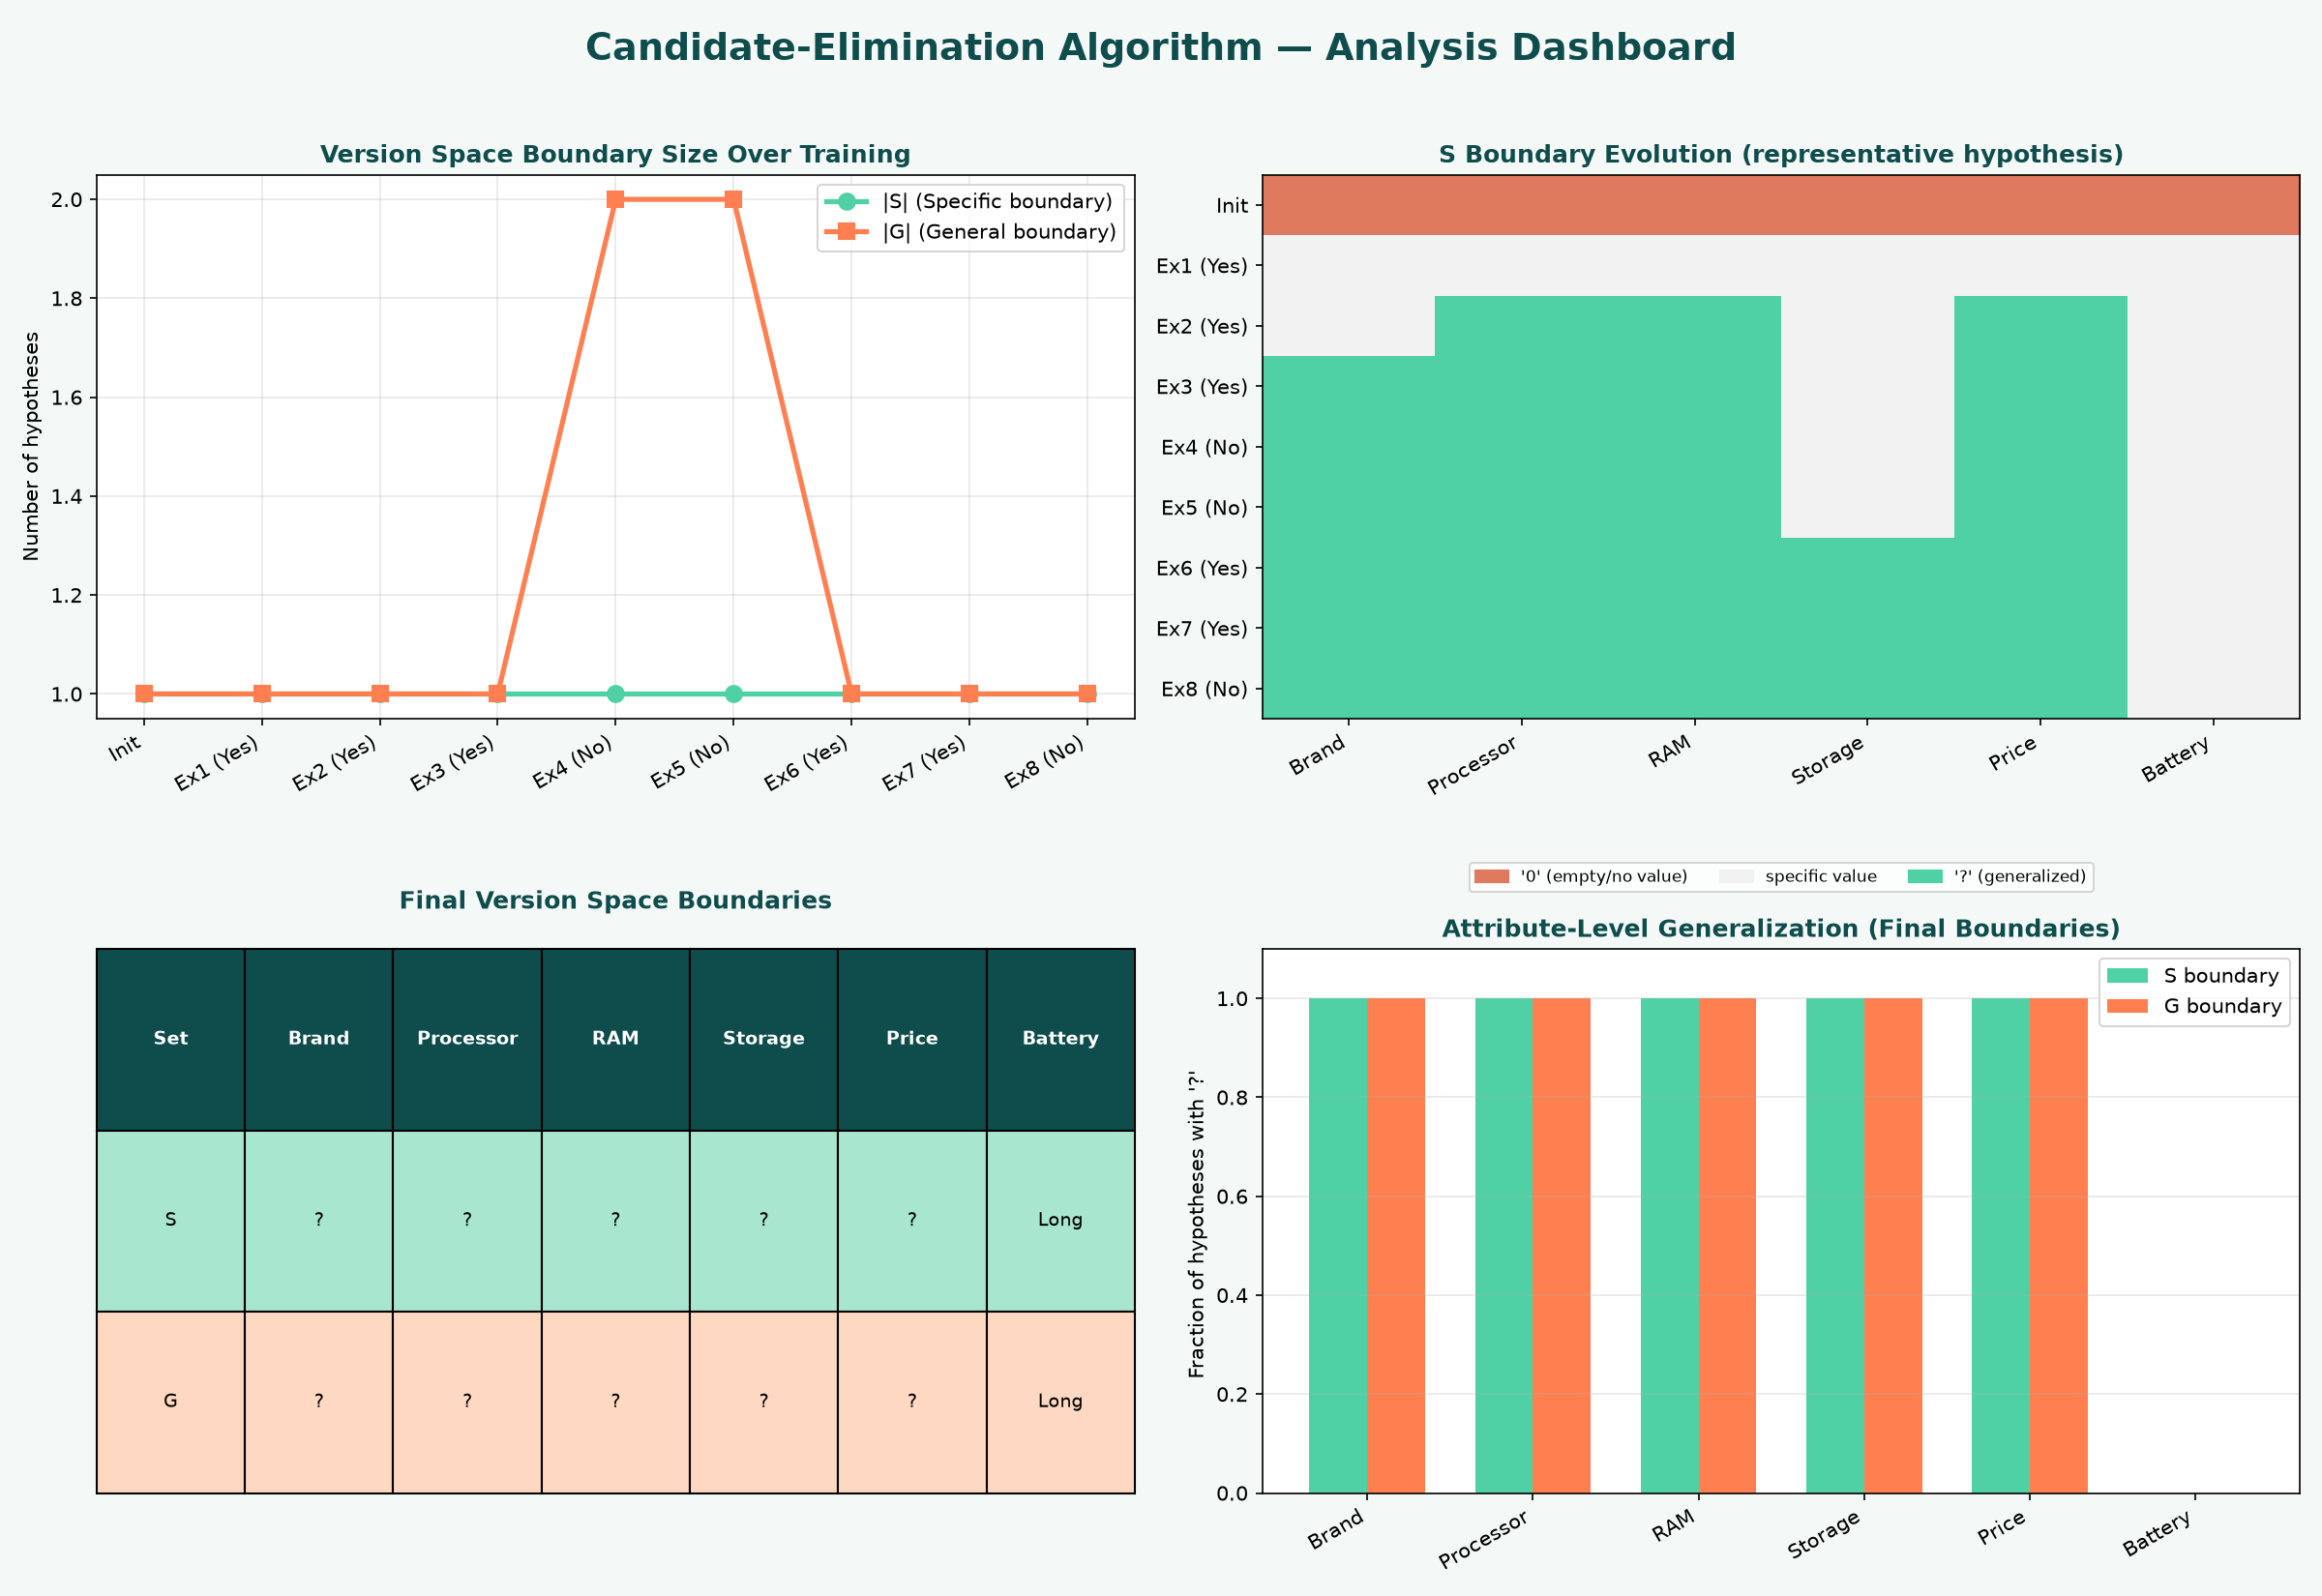 Candidate-Elimination Algorithm — Analysis Dashboard
Version Space Boundary Size Over Training
Number of hypotheses
2.0
1.8
1.6
1.4
1.2
1.0
|S| (Specific boundary)
|G| (General boundary)
Init
Ex1 (Yes)
Ex2 (Yes)
Ex3 (Yes)
Ex4 (No)
Ex5 (No)
Ex6 (Yes)
Ex7 (Yes)
Ex8 (No)
S Boundary Evolution (representative hypothesis)
Init
Ex1 (Yes)
Ex2 (Yes)
Ex3 (Yes)
Ex4 (No)
Ex5 (No)
Ex6 (Yes)
Ex7 (Yes)
Ex8 (No)
Brand
Processor
RAM
Storage
Price
Battery
'0' (empty/no value) specific value '?' (generalized)
Final Version Space Boundaries
Set Brand Processor RAM Storage Price Battery
S ? ? ? ? ? Long
G ? ? ? ? ? Long
Attribute-Level Generalization (Final Boundaries)
Fraction of hypotheses with '?'
1.0
0.8
0.6
0.4
0.2
0.0
S boundary
G boundary
Brand
Processor
RAM
Storage
Price
Battery